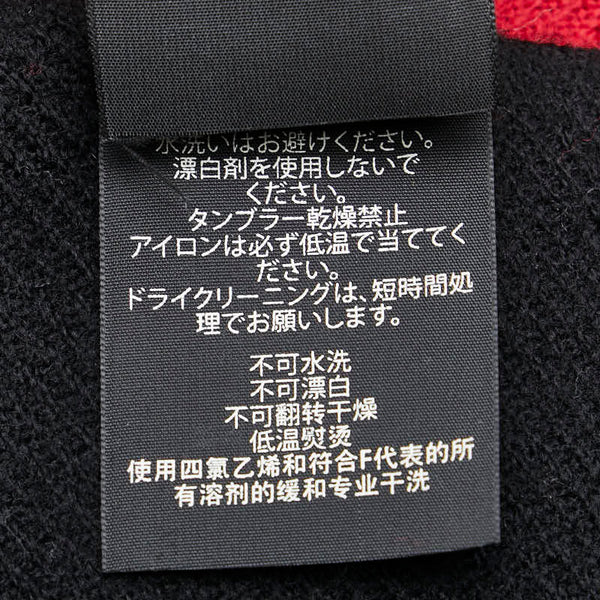 水洗いはお避けください。
漂白剤を使用しないで
ください。
タンブラー乾燥禁止
アイロンは必ず低温で当ててく
ださい。
ドライクリーニングは、短時間処
理でお願いします。
不可水洗
不可漂白
不可翻转干燥
低温熨烫
使用四氯乙烯和符合F代表的所
有溶剂的缓和专业干洗